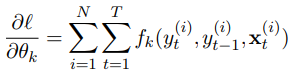 ∂ℓ/∂θ_k = ∑_{i=1}^{N} ∑_{t=1}^{T} f_k(y_t^{(i)}, y_{t-1}^{(i)}, 𝐱_t^{(i)})